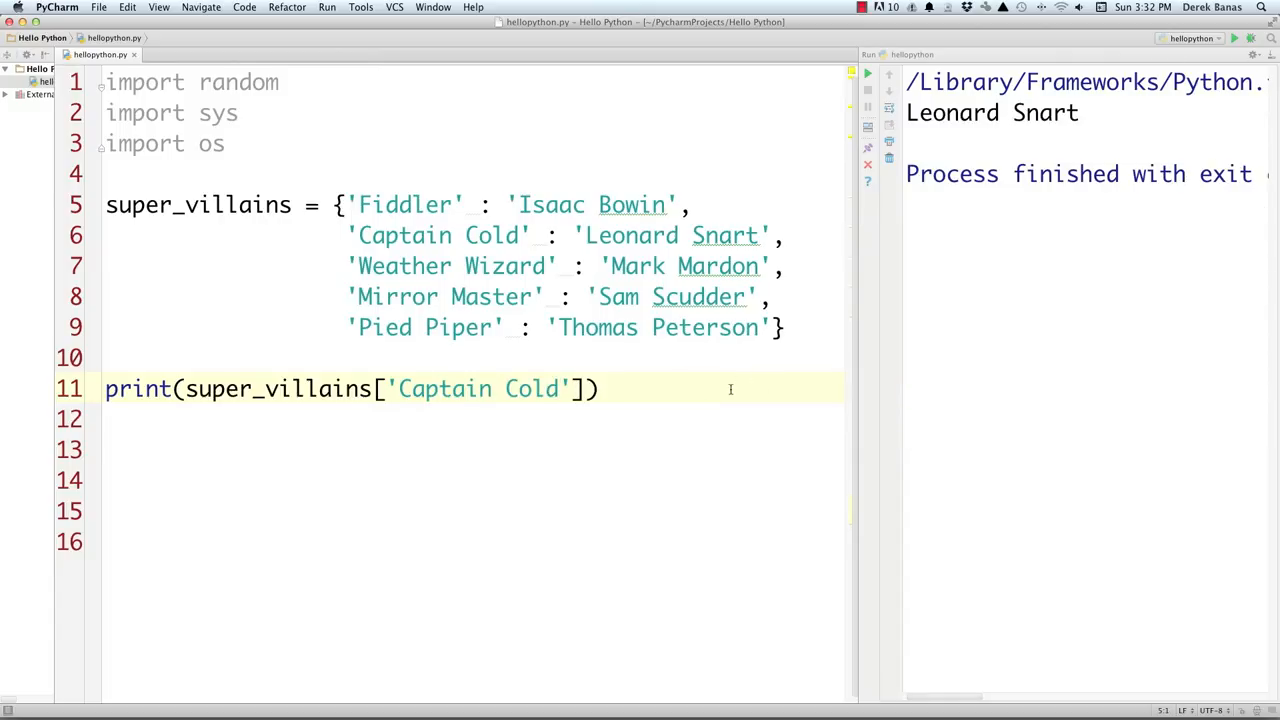 PyCharm File Edit View Navigate Code Refactor Run Tools VCS Window Help 10 Sun 3:32 PM Derek Banas
hellopython.py – Hello Python – [~/PycharmProjects/Hello Python]
Hello Python hellopython.py hellopython
hellopython.py Run hellopython
Hello P
hello
Externa
1 import random
2 import sys
3 import os
4
5 super_villains = {'Fiddler' : 'Isaac Bowin',
6 'Captain Cold' : 'Leonard Snart',
7 'Weather Wizard' : 'Mark Mardon',
8 'Mirror Master' : 'Sam Scudder',
9 'Pied Piper' : 'Thomas Peterson'}
10
11 print(super_villains['Captain Cold'])
12
13
14
15
16
/Library/Frameworks/Python.
Leonard Snart
Process finished with exit
5:1 LF UTF-8